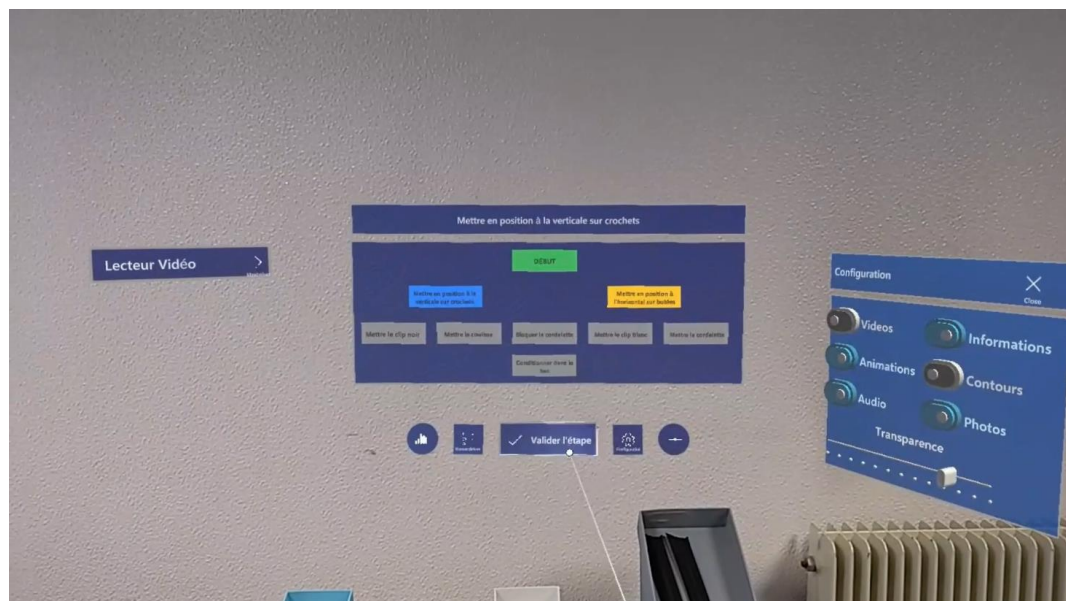 Mettre en position à la verticale sur crochets
Lecteur Vidéo
DÉBUT
Mettre en position à la
verticale sur crochets
Mettre en position à
l'horizontal sur
Mettre le clip noir
Mettre le couteau
Bloquer la cordelette
Mettre le clip blanc
Mettre la cordelette
Conditionner dans le
bac
Valider l'étape
Configuration
Close
Videos
Informations
Animations
Contours
Audio
Photos
Transparence